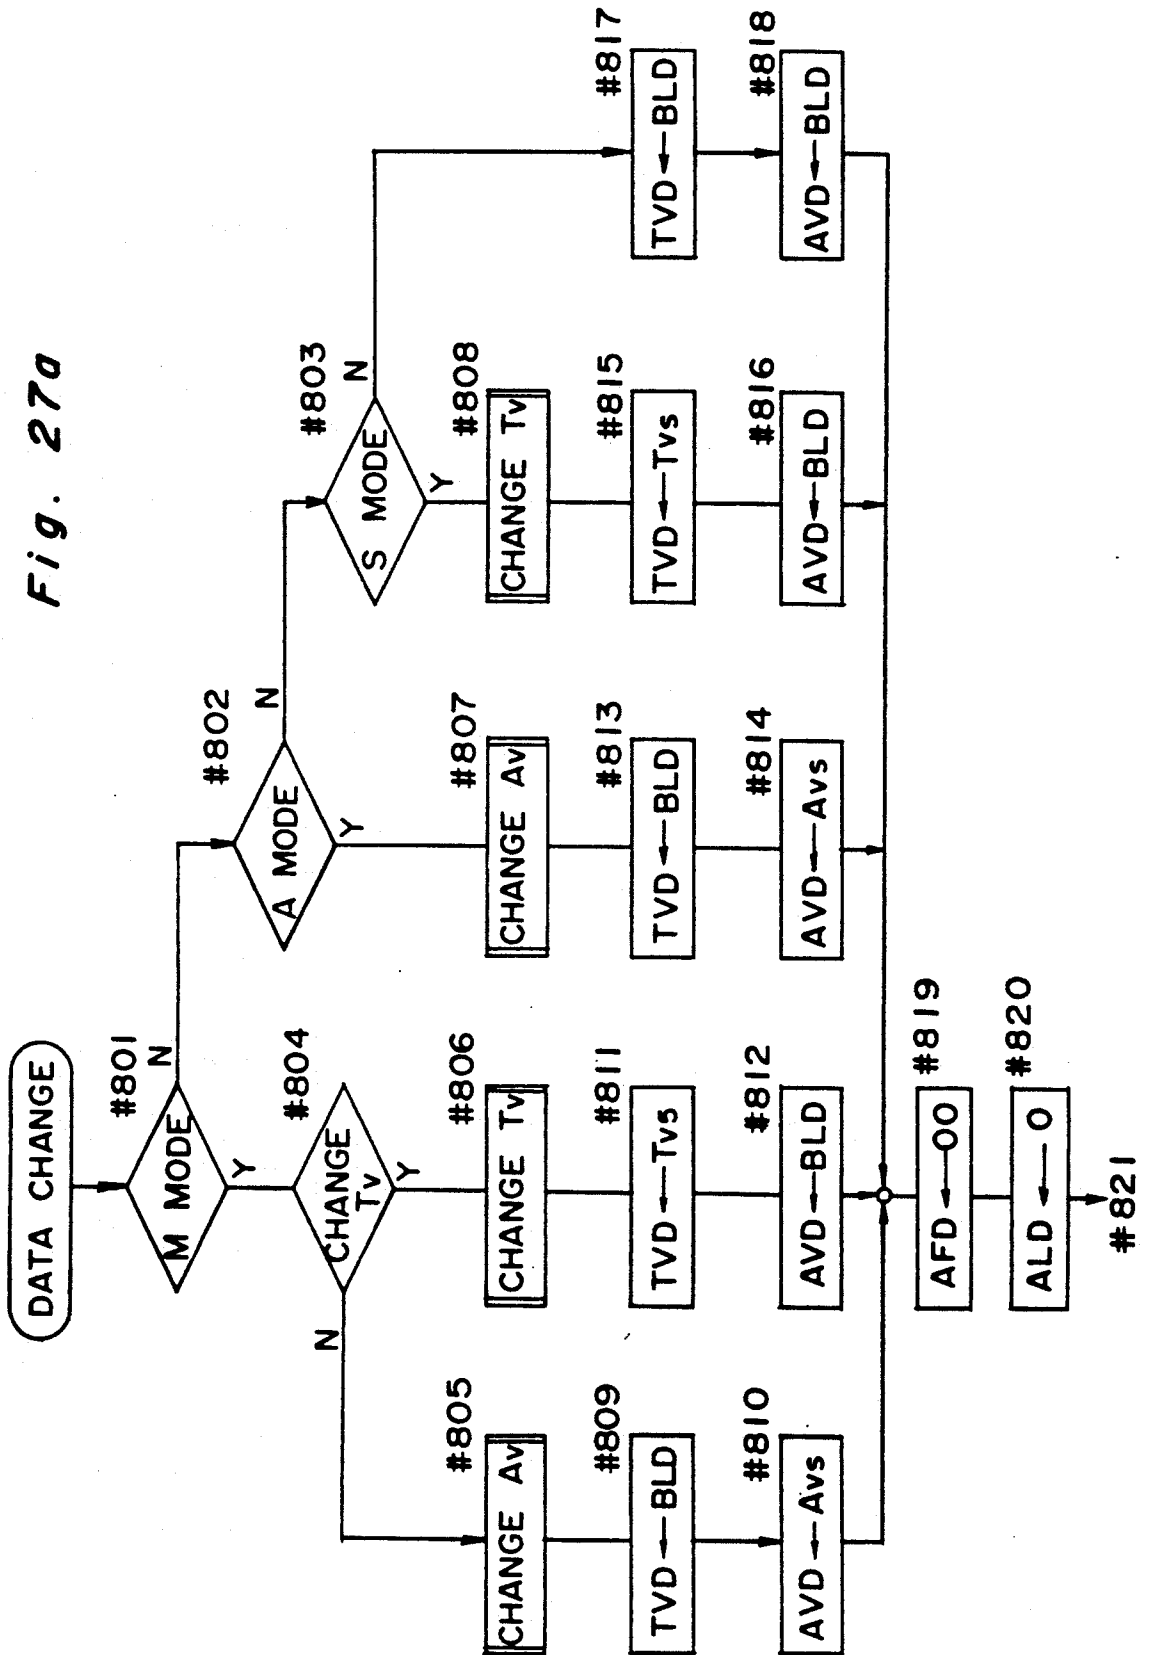 Fig. 27a
DATA CHANGE
#801
M MODE
N
Y
#802
A MODE
N
Y
#803
S MODE
N
Y
#804
CHANGE
Tv
N
Y
#805
CHANGE Av
#806
CHANGE Tv
#807
CHANGE Av
#808
CHANGE Tv
#809
TVD←BLD
#811
TVD←Tvs
#813
TVD←BLD
#815
TVD←Tvs
#817
TVD←BLD
#810
AVD←Avs
#812
AVD←BLD
#814
AVD←Avs
#816
AVD←BLD
#818
AVD←BLD
#819
AFD←00
#820
ALD←0
#821